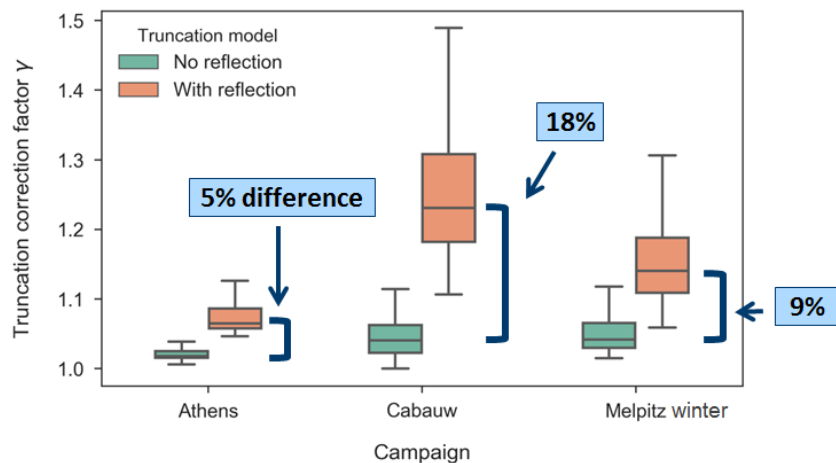 Truncation correction factor γ
1.5
1.4
1.3
1.2
1.1
1.0
Truncation model
No reflection
With reflection
5% difference
18%
9%
Athens
Cabauw
Melpitz winter
Campaign